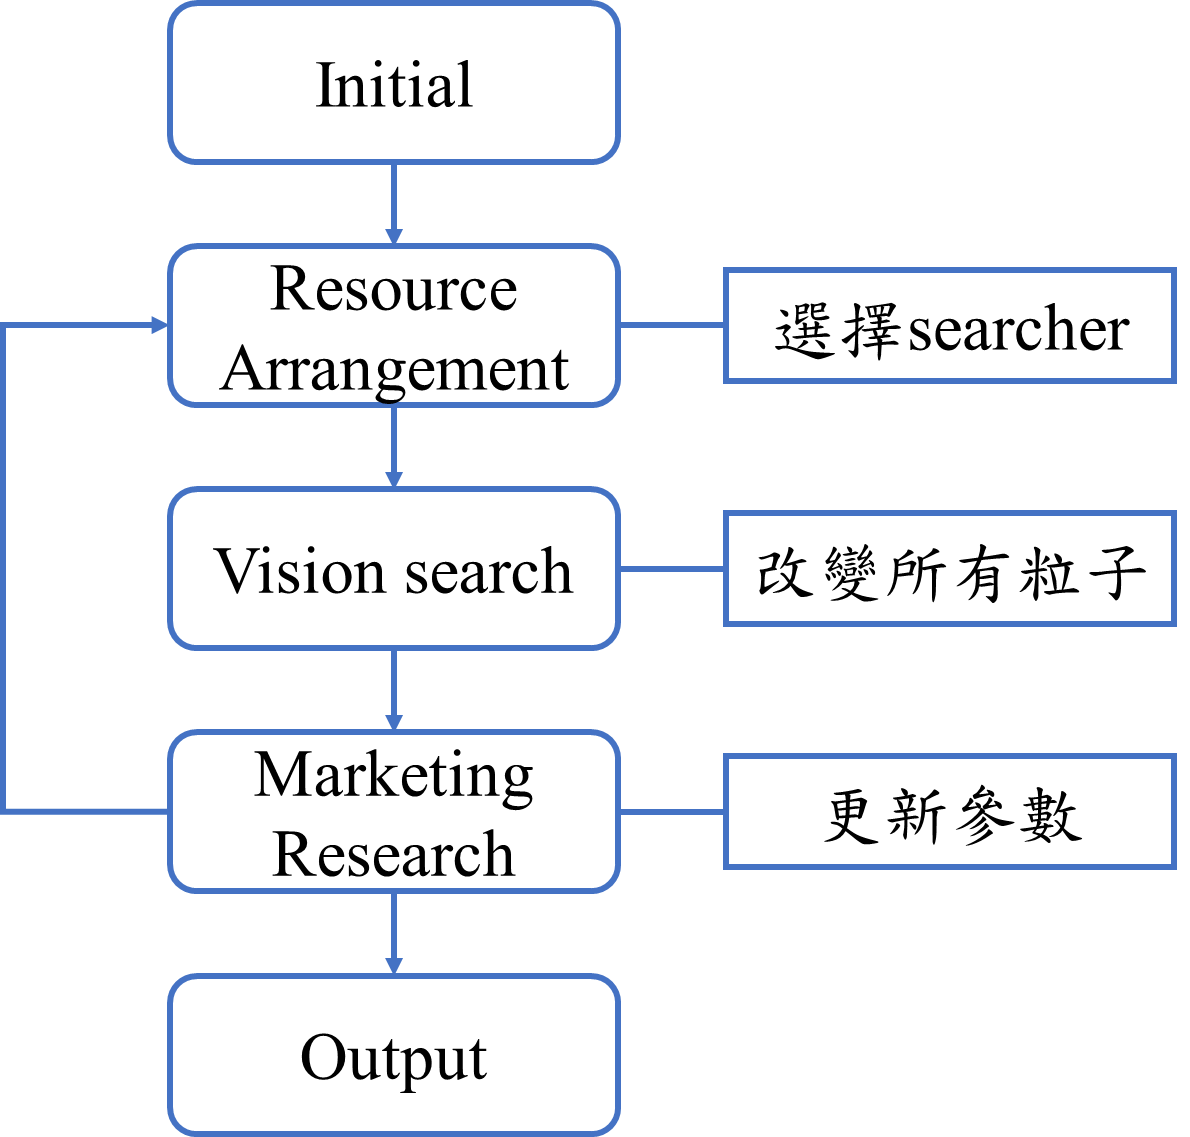 Initial
Resource
Arrangement
選擇searcher
Vision search
改變所有粒子
Marketing
Research
更新參數
Output